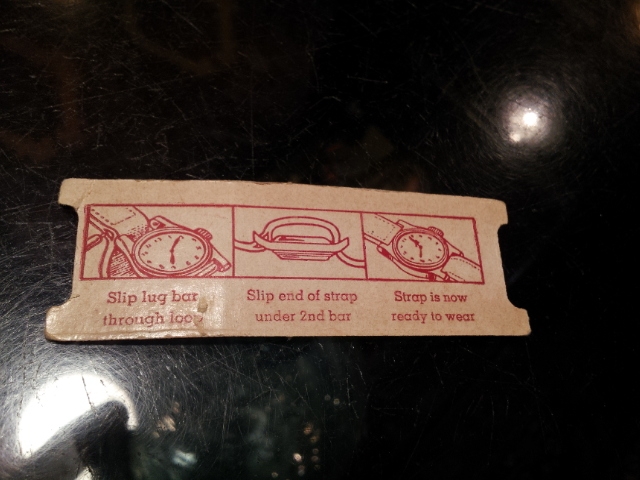 Slip lug bar
through loop
Slip end of strap
under 2nd bar
Strap is now
ready to wear